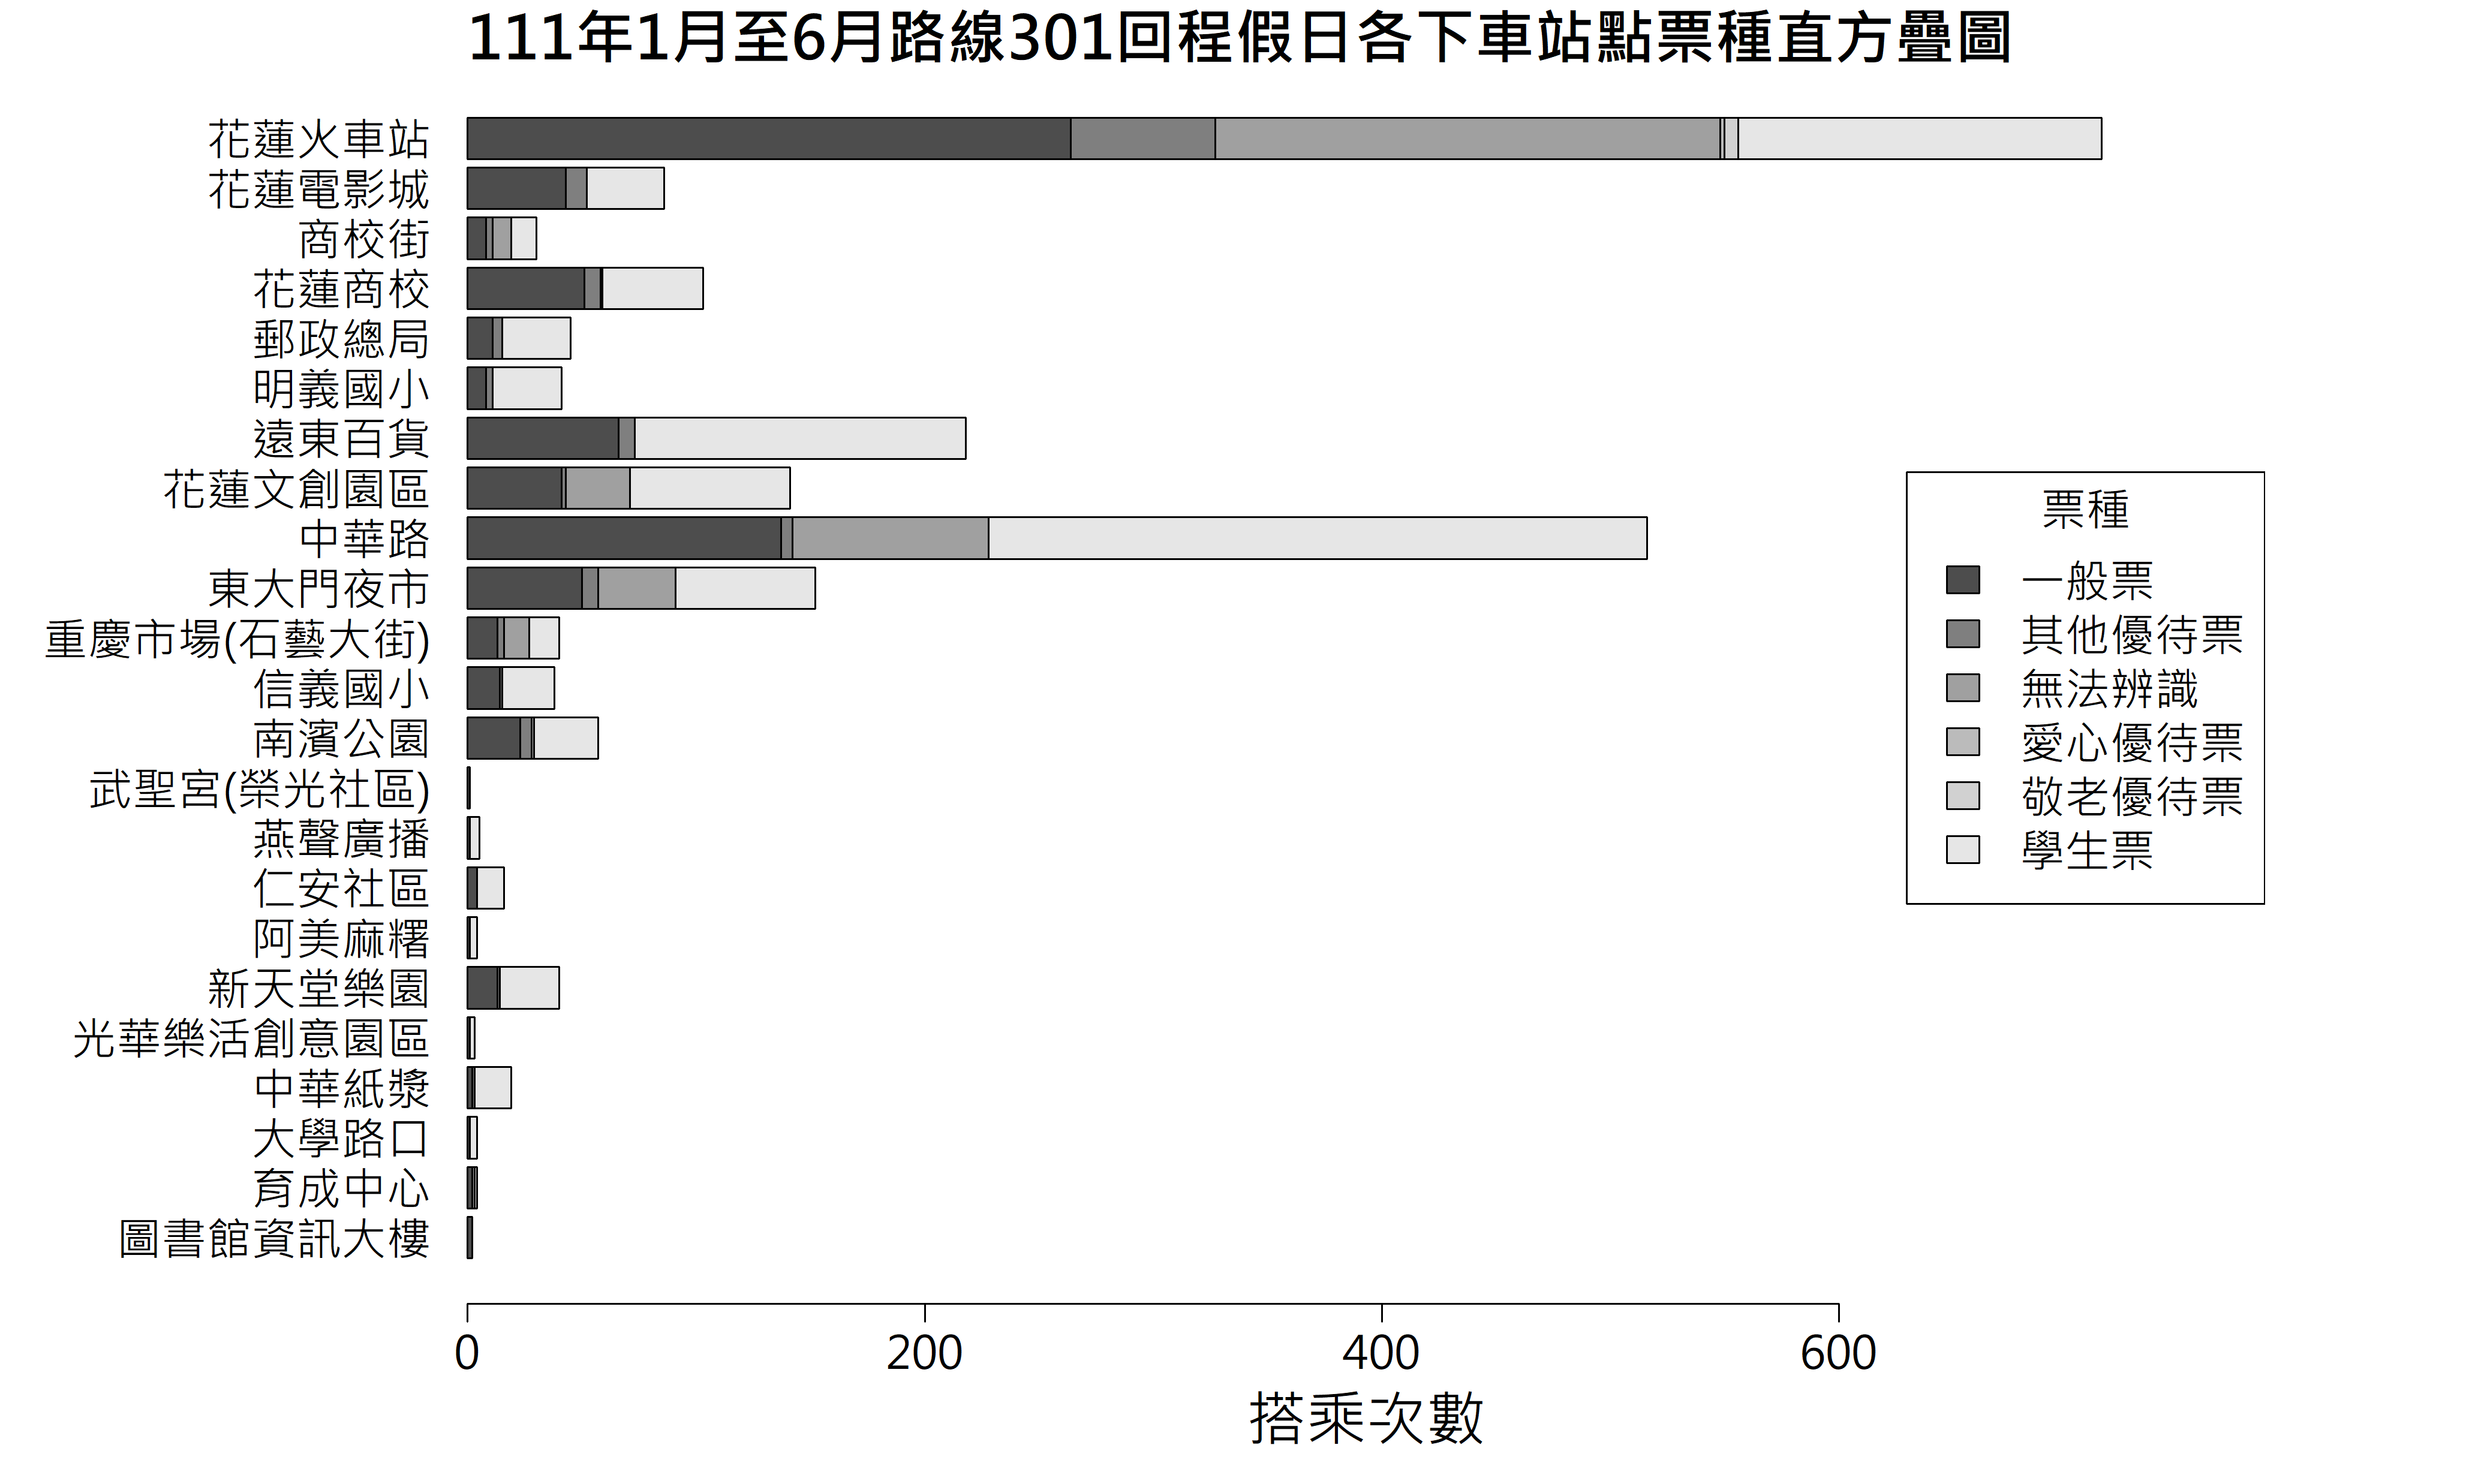 111年1月至6月路線301回程假日各下車站點票種直方疊圖
花蓮火車站
花蓮電影城
商校街
花蓮商校
郵政總局
明義國小
遠東百貨
花蓮文創園區
中華路
東大門夜市
重慶市場(石藝大街)
信義國小
南濱公園
武聖宮(榮光社區)
燕聲廣播
仁安社區
阿美麻糬
新天堂樂園
光華樂活創意園區
中華紙漿
大學路口
育成中心
圖書館資訊大樓
票種
一般票
其他優待票
無法辨識
愛心優待票
敬老優待票
學生票
0 200 400 600
搭乘次數